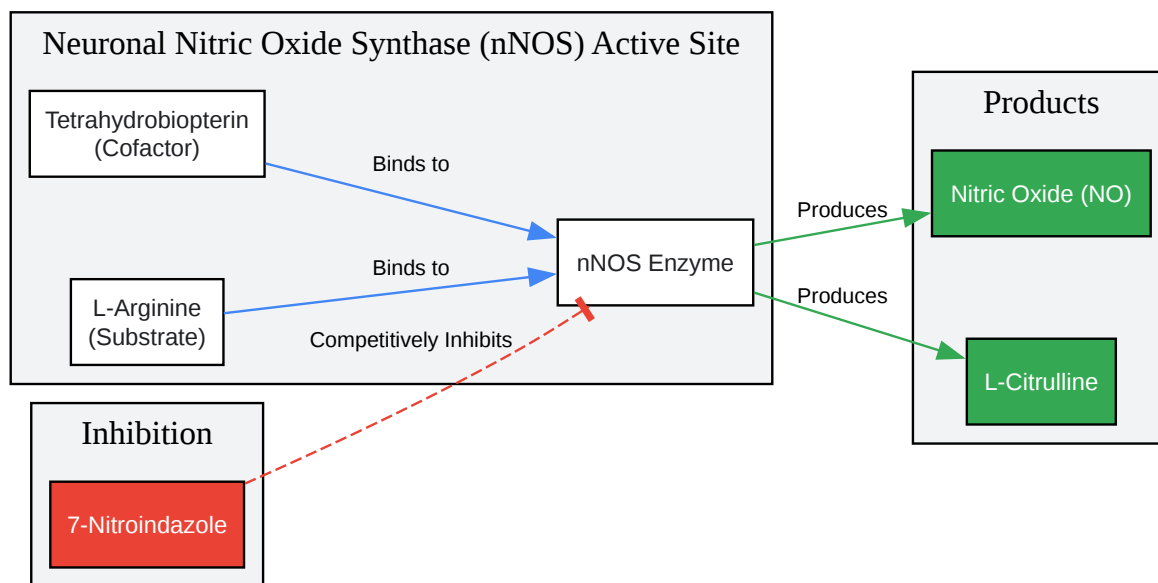 Neuronal Nitric Oxide Synthase (nNOS) Active Site
Tetrahydrobiopterin
(Cofactor)
Binds to
L-Arginine
(Substrate)
Binds to
nNOS Enzyme
Competitively Inhibits
Produces
Produces
Products
Nitric Oxide (NO)
L-Citrulline
Inhibition
7-Nitroindazole